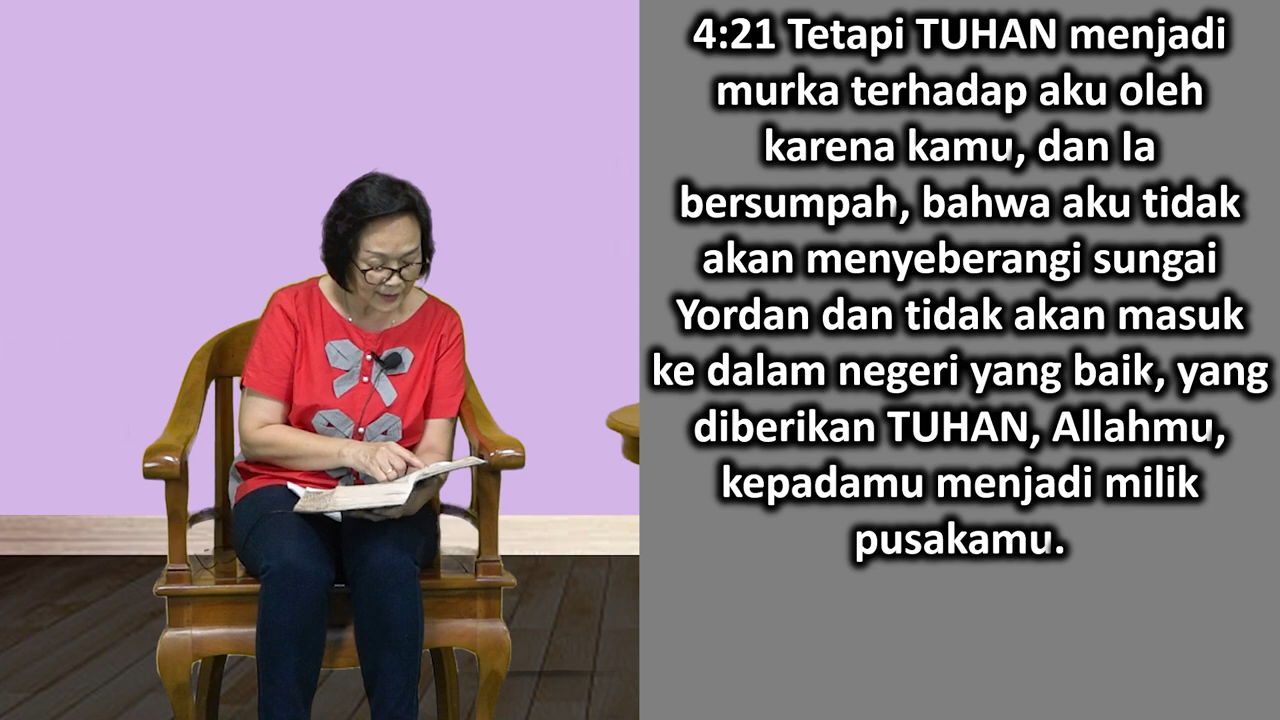 4:21 Tetapi TUHAN menjadi
murka terhadap aku oleh
karena kamu, dan Ia
bersumpah, bahwa aku tidak
akan menyeberangi sungai
Yordan dan tidak akan masuk
ke dalam negeri yang baik, yang
diberikan TUHAN, Allahmu,
kepadamu menjadi milik
pusakamu.